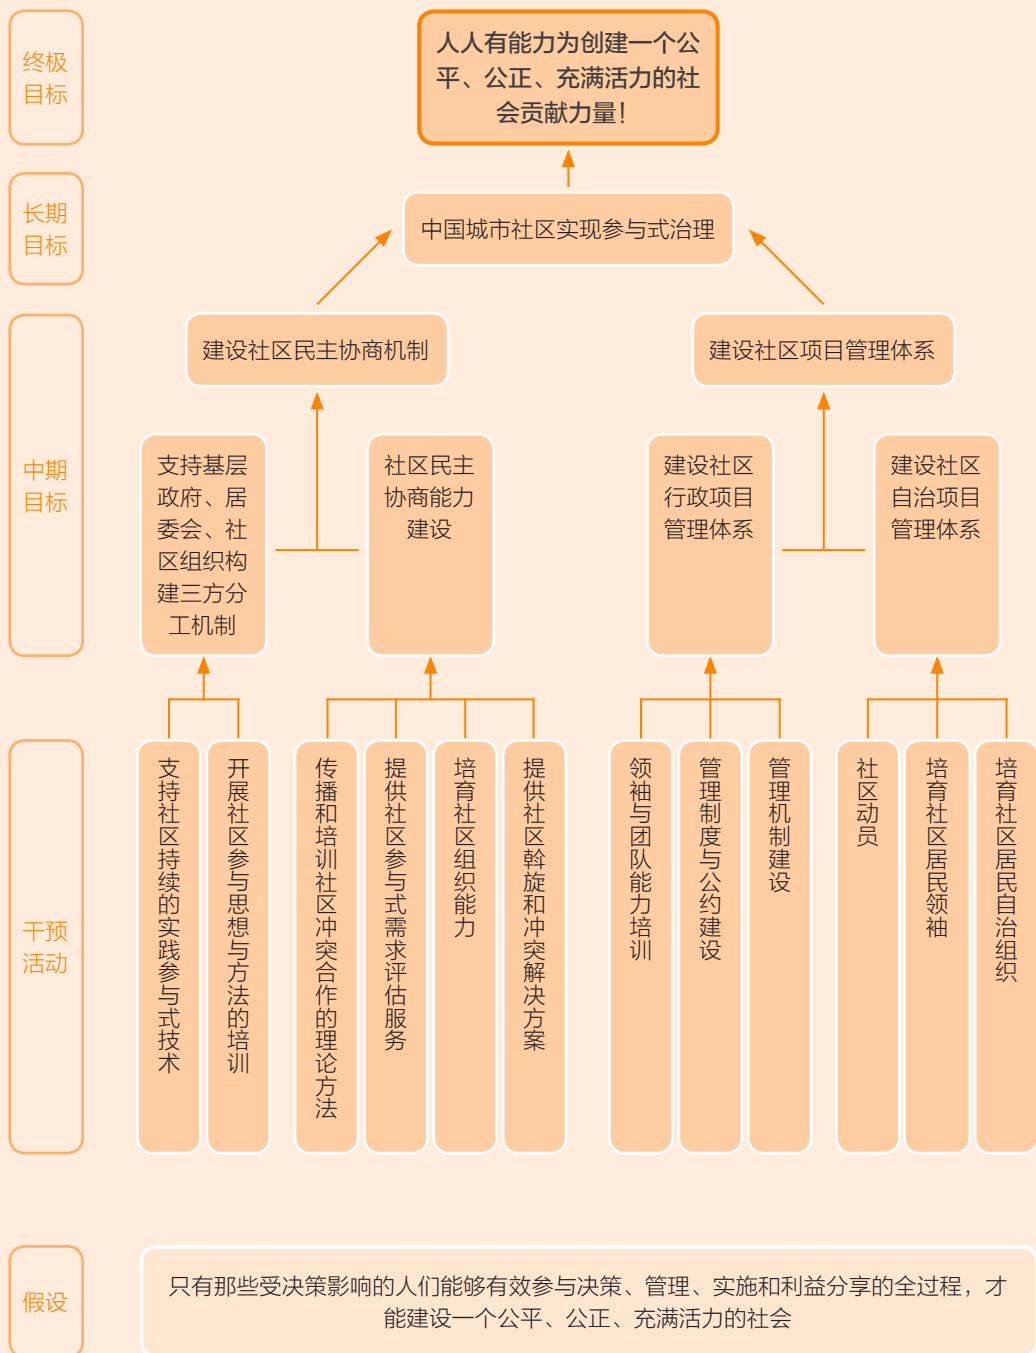 终极
目标
人人有能力为创建一个公
平、公正、充满活力的社
会贡献力量！
长期
目标
中国城市社区实现参与式治理
建设社区民主协商机制
建设社区项目管理体系
中期
目标
支持基层
政府、居
委会、社
区组织构
建三方分
工机制
社区民主
协商能力
建设
建设社区
行政项目
管理体系
建设社区
自治项目
管理体系
干预
活动
支持社区持续的实践参与式技术
开展社区参与思想与方法的培训
传播和培训社区冲突合作的理论方法
提供社区参与式需求评估服务
培育社区组织能力
提供社区斡旋和冲突解决方案
领袖与团队能力培训
管理制度与公约建设
管理机制建设
社区动员
培育社区居民领袖
培育社区居民自治组织
假设
只有那些受决策影响的人们能够有效参与决策、管理、实施和利益分享的全过程，才
能建设一个公平、公正、充满活力的社会